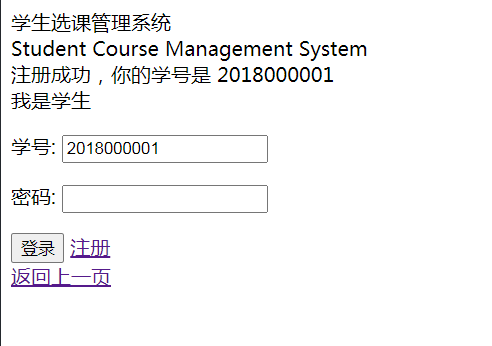 学生选课管理系统
Student Course Management System
注册成功，你的学号是 2018000001
我是学生
学号: 2018000001
密码:
登录 注册
返回上一页